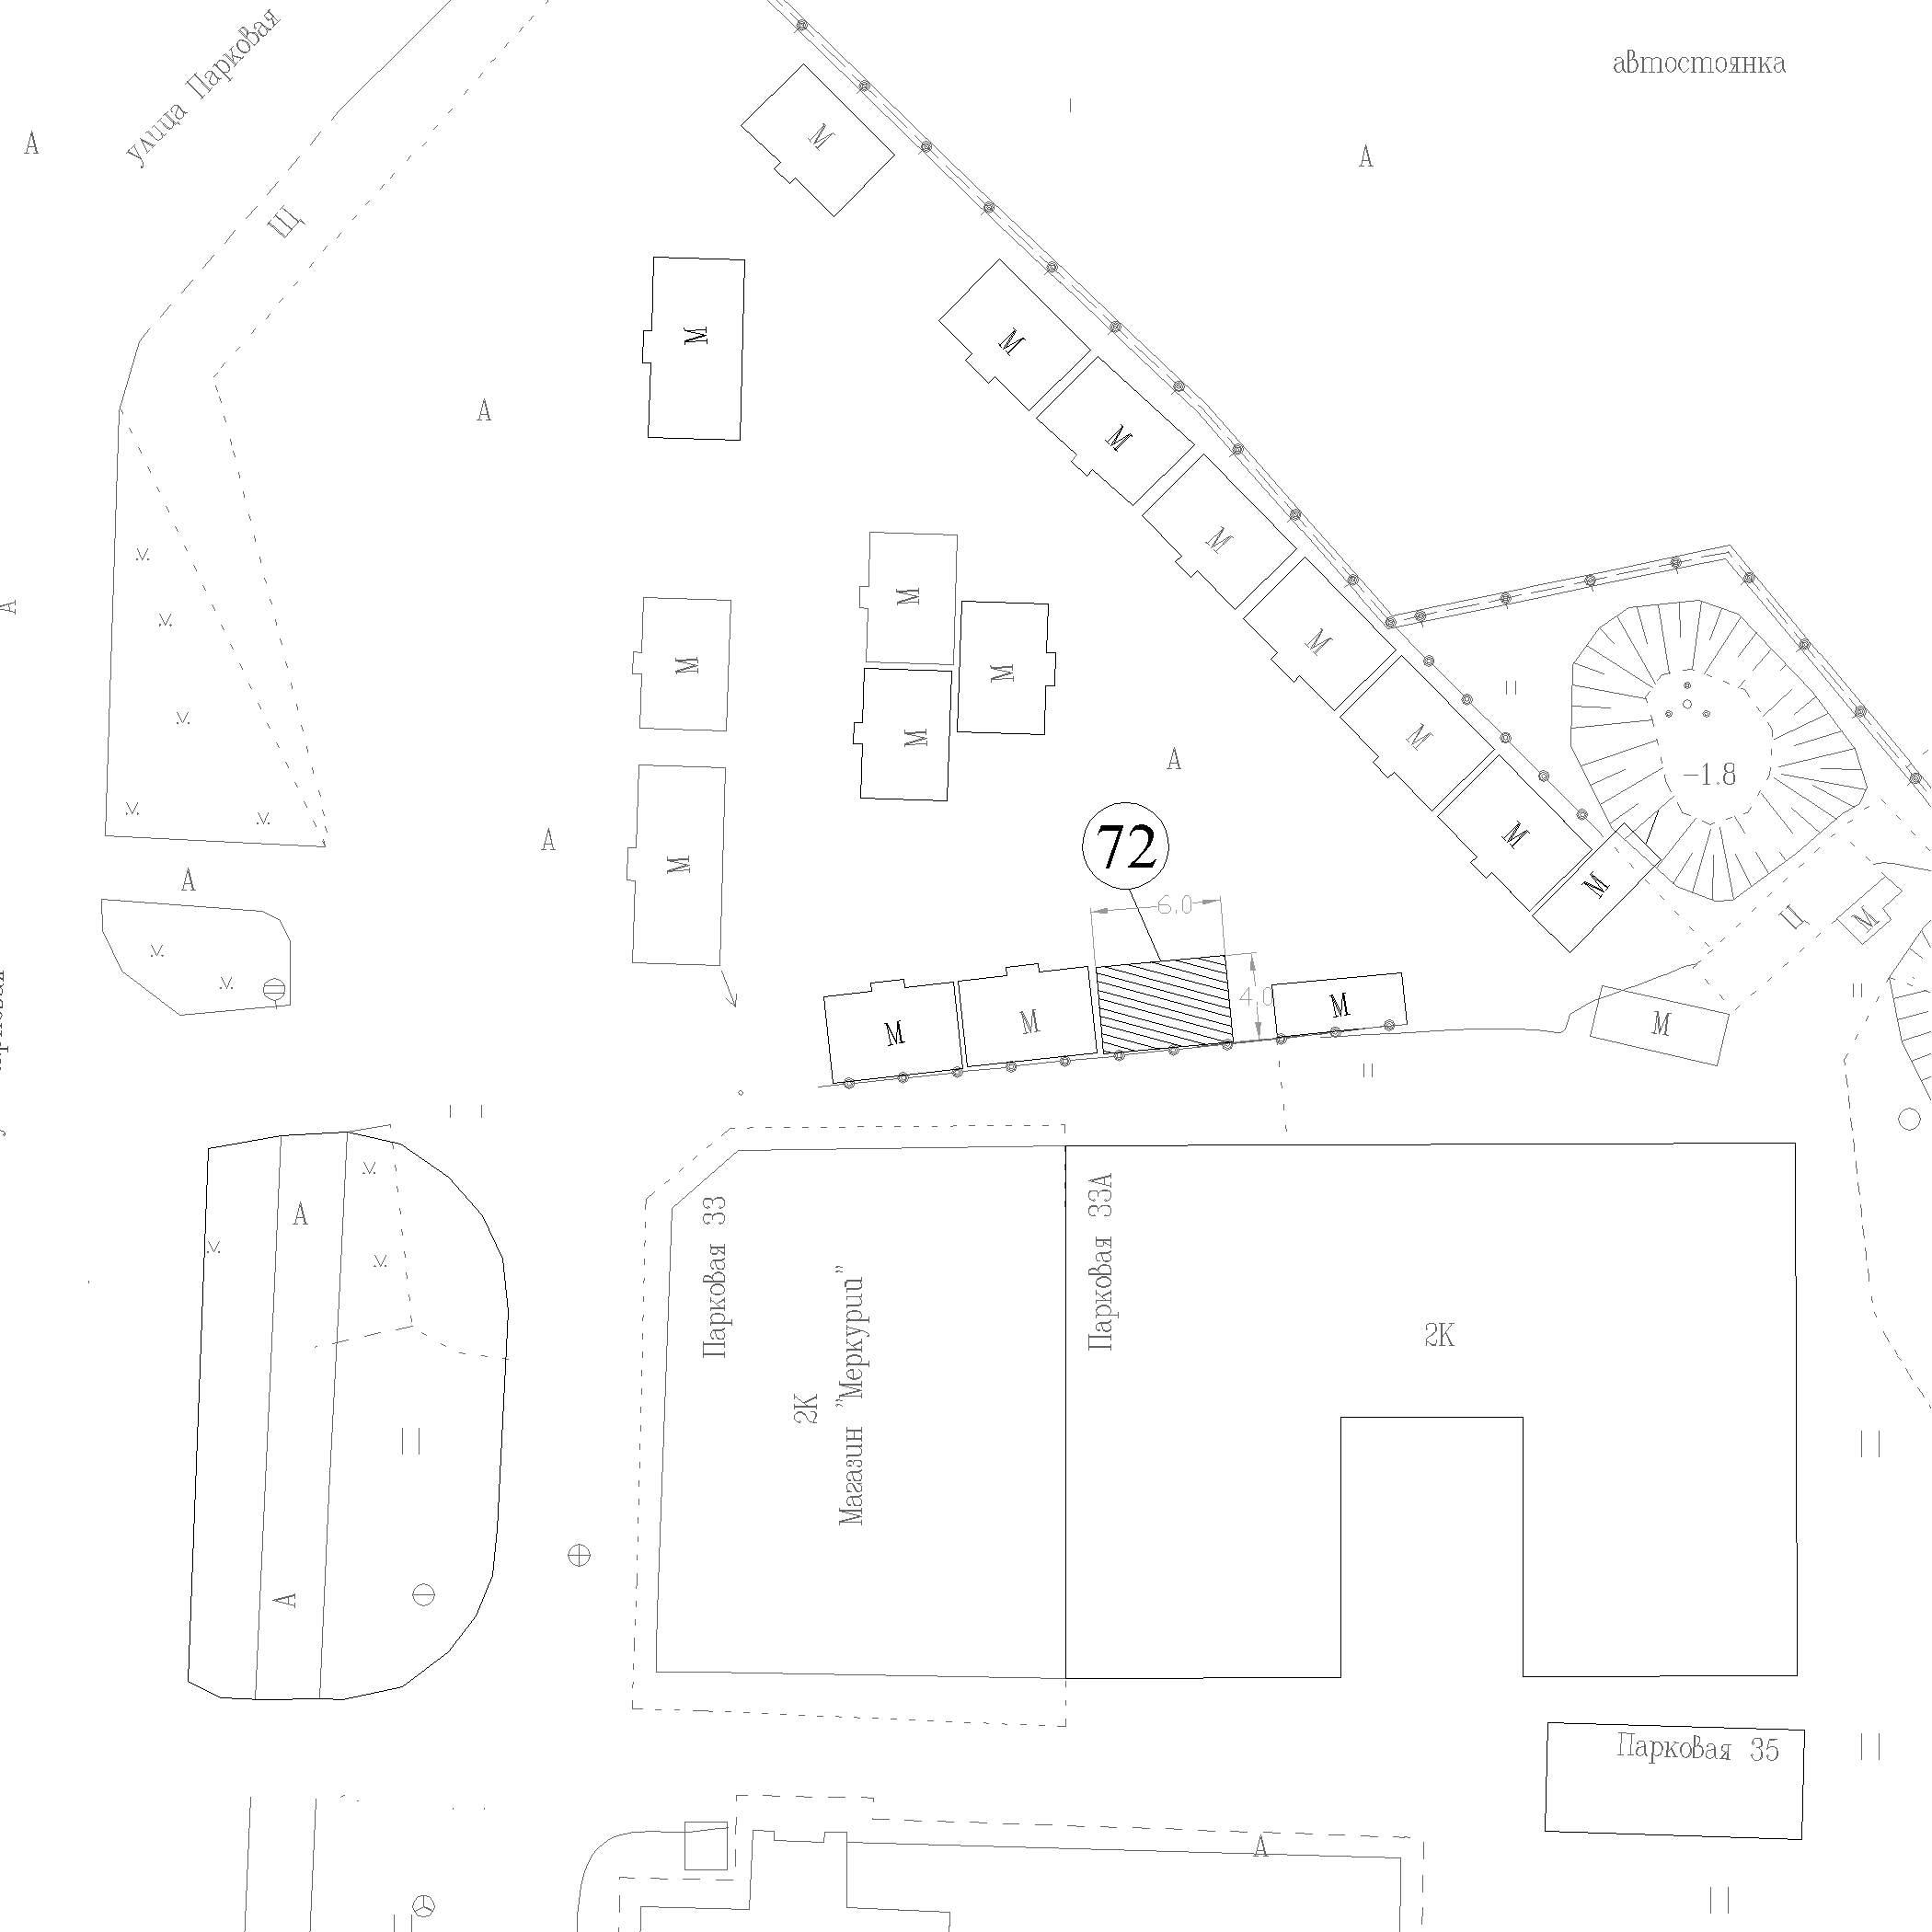 автостоянка
улица Парковая
А
А
Щ
М
М
М
М
А
М
М
А
М
М
М
М
М
М
А
-1.8
М
А
72
М
М
А
М
6.0
Ц
М
4.0
М
М
М
М
А
Парковая 33
Парковая 33А
2К
2К
Магазин "Меркурий"
А
Парковая 35
А